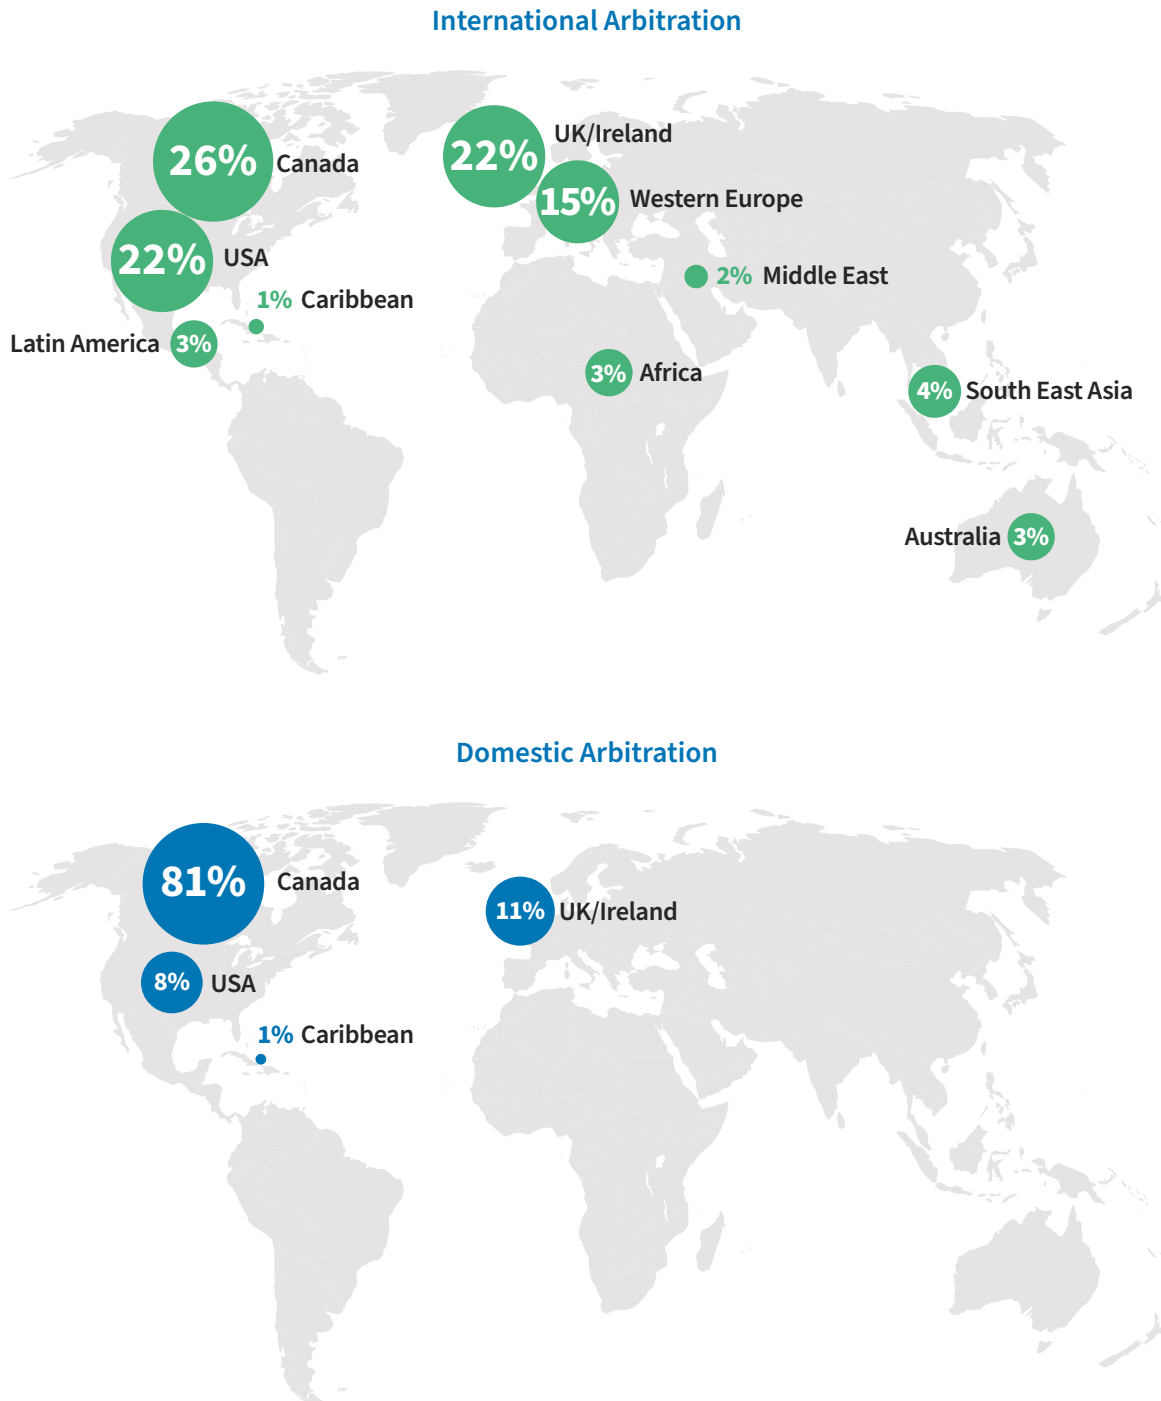 International Arbitration
26% Canada
22% UK/Ireland
15% Western Europe
22% USA
1% Caribbean
2% Middle East
Latin America 3%
3% Africa
4% South East Asia
Australia 3%
Domestic Arbitration
81% Canada
11% UK/Ireland
8% USA
1% Caribbean